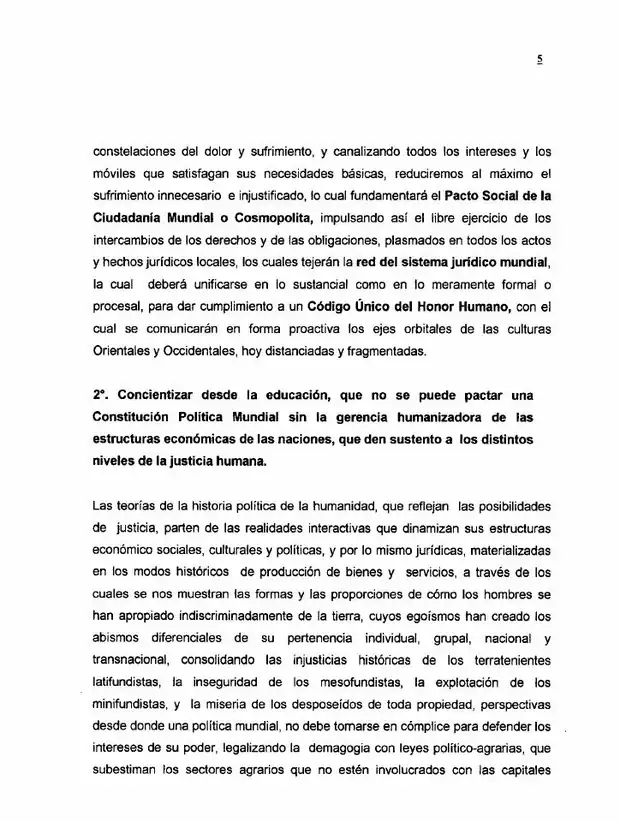 5
constelaciones del dolor y sufrimiento, y canalizando todos los intereses y los
móviles que satisfagan sus necesidades básicas, reduciremos al máximo el
sufrimiento innecesario e injustificado, lo cual fundamentará el Pacto Social de la
Ciudadanía Mundial o Cosmopolita, impulsando así el libre ejercicio de los
intercambios de los derechos y de las obligaciones, plasmados en todos los actos
y hechos jurídicos locales, los cuales tejerán la red del sistema jurídico mundial,
la cual deberá unificarse en lo sustancial como en lo meramente formal o
procesal, para dar cumplimiento a un Código Único del Honor Humano, con el
cual se comunicarán en forma proactiva los ejes orbitales de las culturas
Orientales y Occidentales, hoy distanciadas y fragmentadas.
2°. Concientizar desde la educación, que no se puede pactar una
Constitución Política Mundial sin la gerencia humanizadora de las
estructuras económicas de las naciones, que den sustento a los distintos
niveles de la justicia humana.
Las teorías de la historia política de la humanidad, que reflejan las posibilidades
de justicia, parten de las realidades interactivas que dinamizan sus estructuras
económico sociales, culturales y políticas, y por lo mismo jurídicas, materializadas
en los modos históricos de producción de bienes y servicios, a través de los
cuales se nos muestran las formas y las proporciones de cómo los hombres se
han apropiado indiscriminadamente de la tierra, cuyos egoísmos han creado los
abismos diferenciales de su pertenencia individual, grupal, nacional y
transnacional, consolidando las injusticias históricas de los terratenientes
latifundistas, la inseguridad de los mesofundistas, la explotación de los
minifundistas, y la miseria de los desposeídos de toda propiedad, perspectivas
desde donde una política mundial, no debe tornarse en cómplice para defender los
intereses de su poder, legalizando la demagogia con leyes político-agrarias, que
subestiman los sectores agrarios que no estén involucrados con las capitales